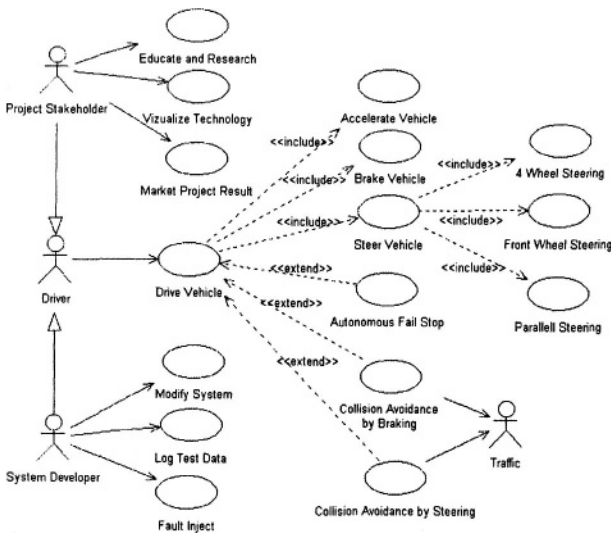 Educate and Research
Project Stakeholder
Vizualize Technology
Accelerate Vehicle
<<include>>
Market Project Result
<<include>>
Brake Vehicle
<<include>>
4 Wheel Steering
<<include>>
Steer Vehicle
<<include>>
Front Wheel Steering
Driver
Drive Vehicle
<<extend>>
<<include>>
<<extend>>
Autonomous Fail Stop
Parallell Steering
<<extend>>
Modify System
Collision Avoidance
by Braking
System Developer
Log Test Data
Traffic
Fault Inject
Collision Avoidance by Steering